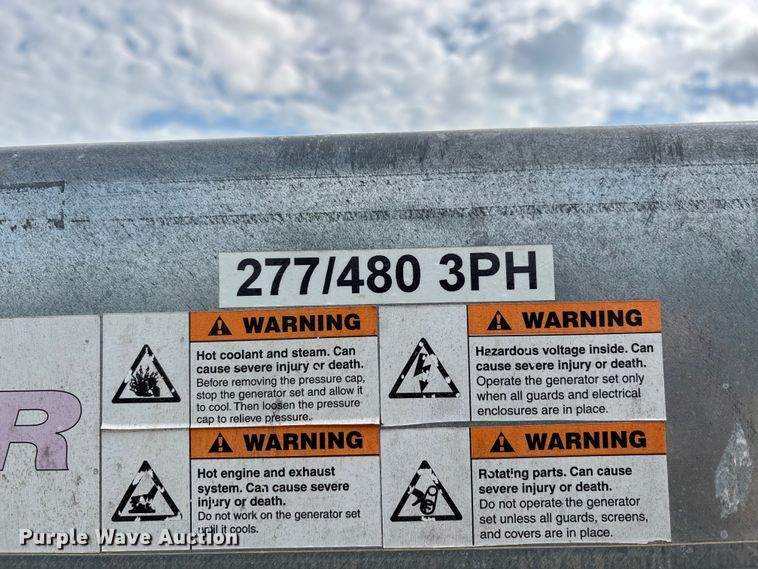 277/480 3PH
WARNING
Hot coolant and steam. Can
cause severe injury or death.
Before removing the pressure cap,
stop the generator set and allow it
to cool. Then loosen the pressure
cap to relieve pressure.
WARNING
Hazardous voltage inside. Can
cause severe injury or death.
Operate the generator set only
when all guards and electrical
enclosures are in place.
R
WARNING
Hot engine and exhaust
system. Can cause severe
injury or death.
Do not work on the generator set
until it cools.
WARNING
Rotating parts. Can cause
severe injury or death.
Do not operate the generator
set unless all guards, screens,
and covers are in place.
Purple Wave Auction